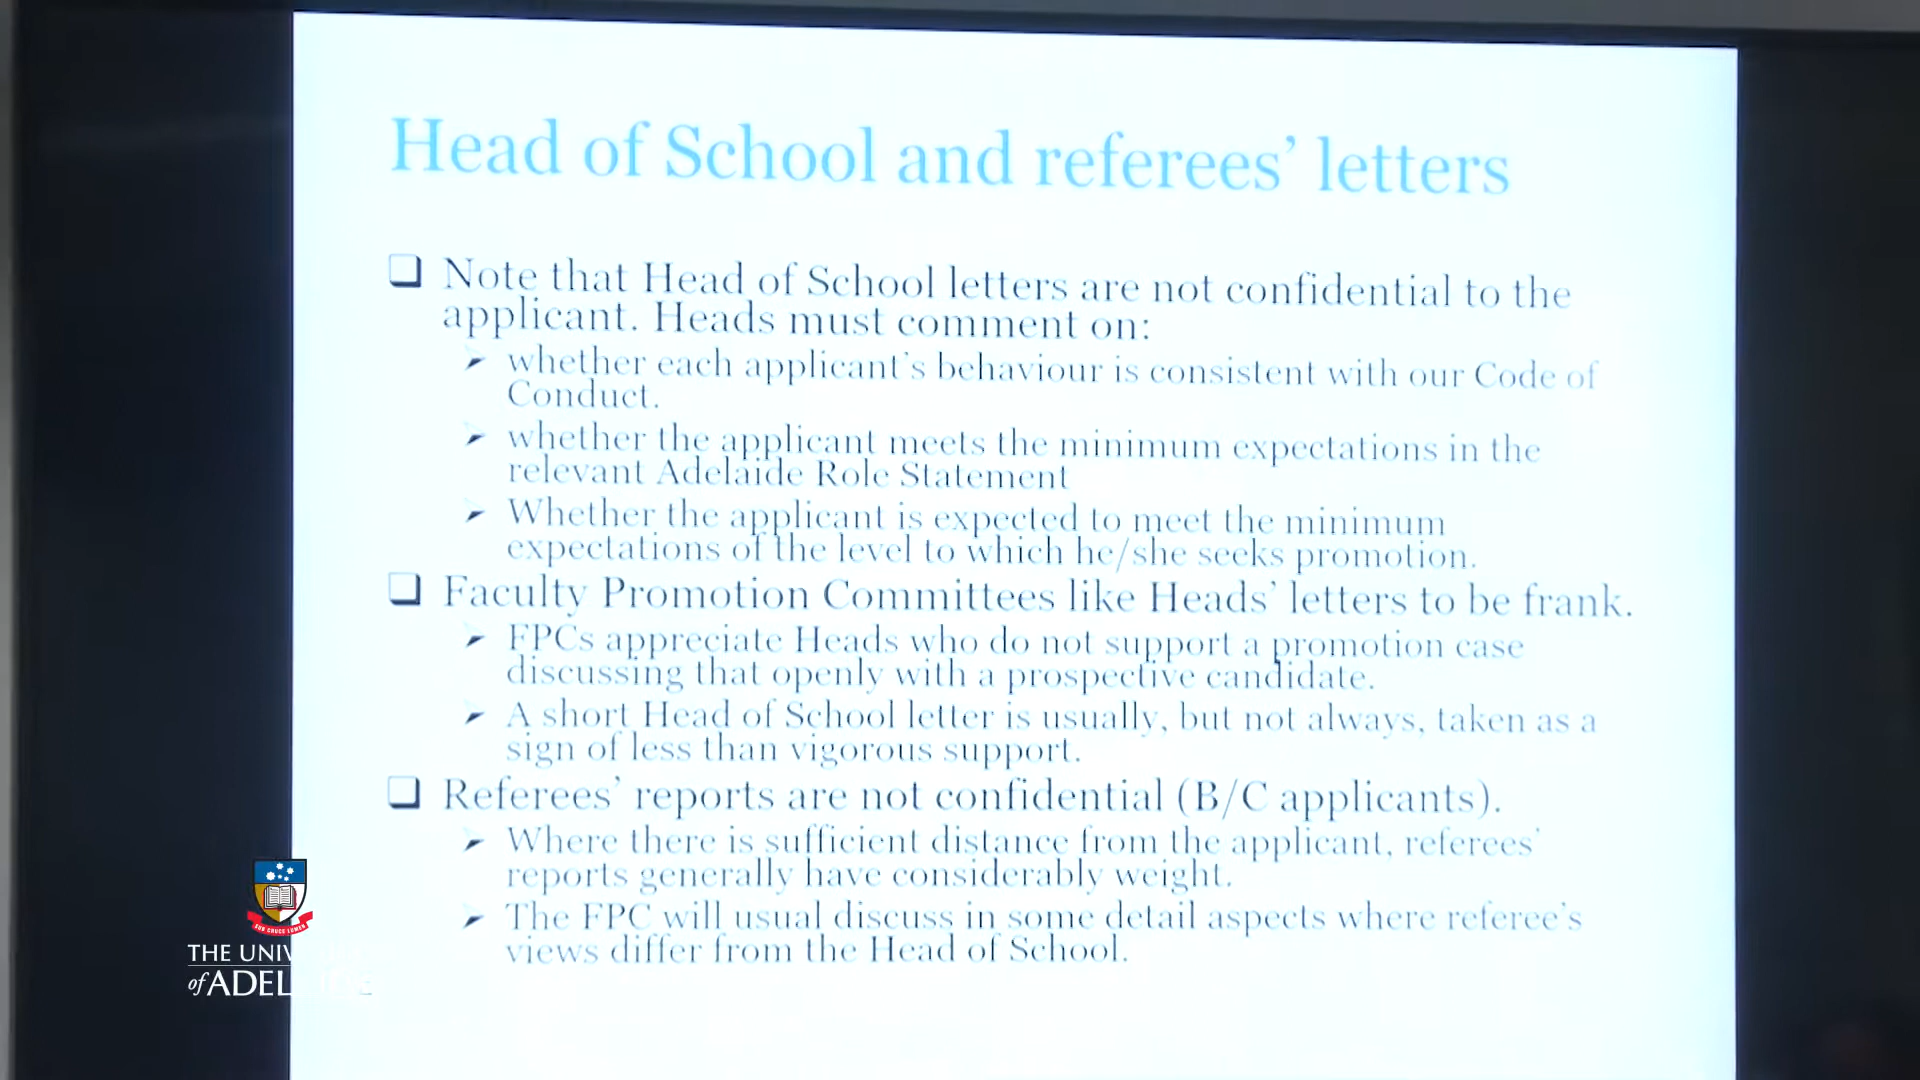 Head of School and referees’ letters
❑ Note that Head of School letters are not confidential to the
applicant. Heads must comment on:
➢ whether each applicant’s behaviour is consistent with our Code of
Conduct.
➢ whether the applicant meets the minimum expectations in the
relevant Adelaide Role Statement
➢ Whether the applicant is expected to meet the minimum
expectations of the level to which he/she seeks promotion.
❑ Faculty Promotion Committees like Heads’ letters to be frank.
➢ FPCs appreciate Heads who do not support a promotion case
discussing that openly with a prospective candidate.
➢ A short Head of School letter is usually, but not always, taken as a
sign of less than vigorous support.
❑ Referees’ reports are not confidential (B/C applicants).
➢ Where there is sufficient distance from the applicant, referees’
reports generally have considerably weight.
➢ The FPC will usual discuss in some detail aspects where referee’s
views differ from the Head of School.
SUB CRUCE LUMEN
THE UNIVERSITY
of ADELAIDE